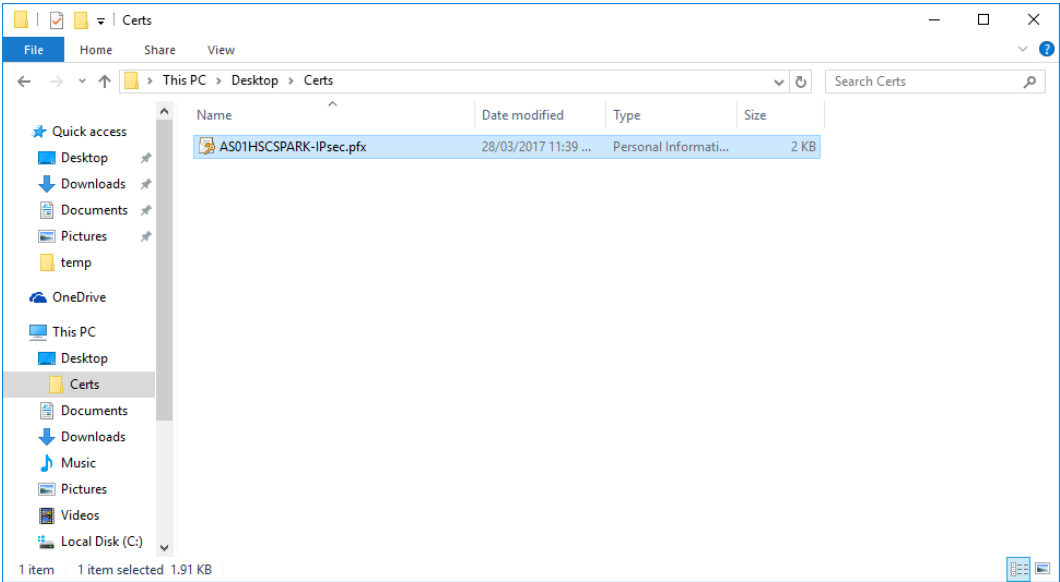 Certs
File Home Share View
This PC > Desktop > Certs Search Certs
Name Date modified Type Size
AS01HSCSPARK-IPsec.pfx 28/03/2017 11:39 ... Personal Informati... 2 KB
Quick access
Desktop
Downloads
Documents
Pictures
temp
OneDrive
This PC
Desktop
Certs
Documents
Downloads
Music
Pictures
Videos
Local Disk (C:)
1 item 1 item selected 1.91 KB